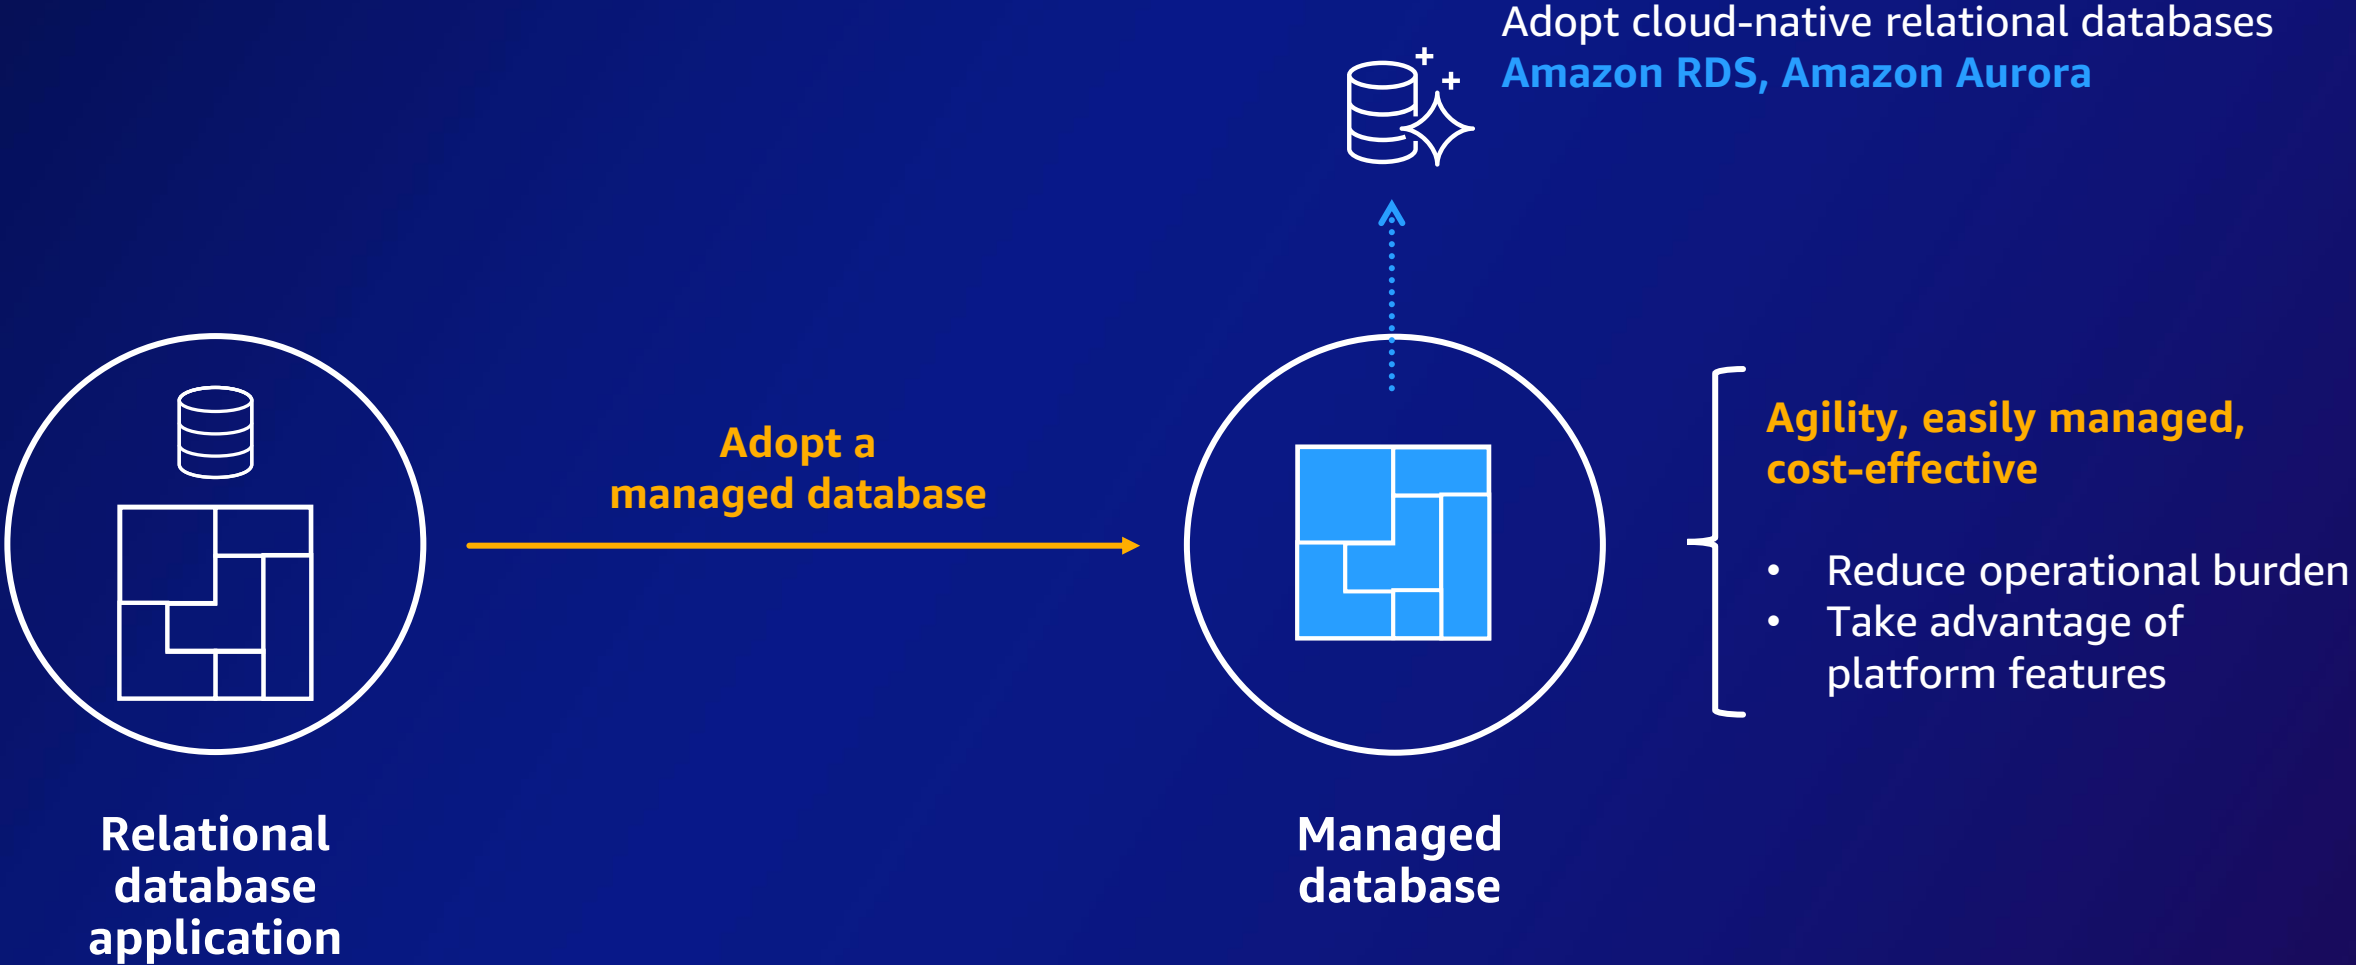 Adopt cloud-native relational databases
Amazon RDS, Amazon Aurora
Adopt a
managed database
Agility, easily managed,
cost-effective
• Reduce operational burden
• Take advantage of
platform features
Relational
database
application
Managed
database